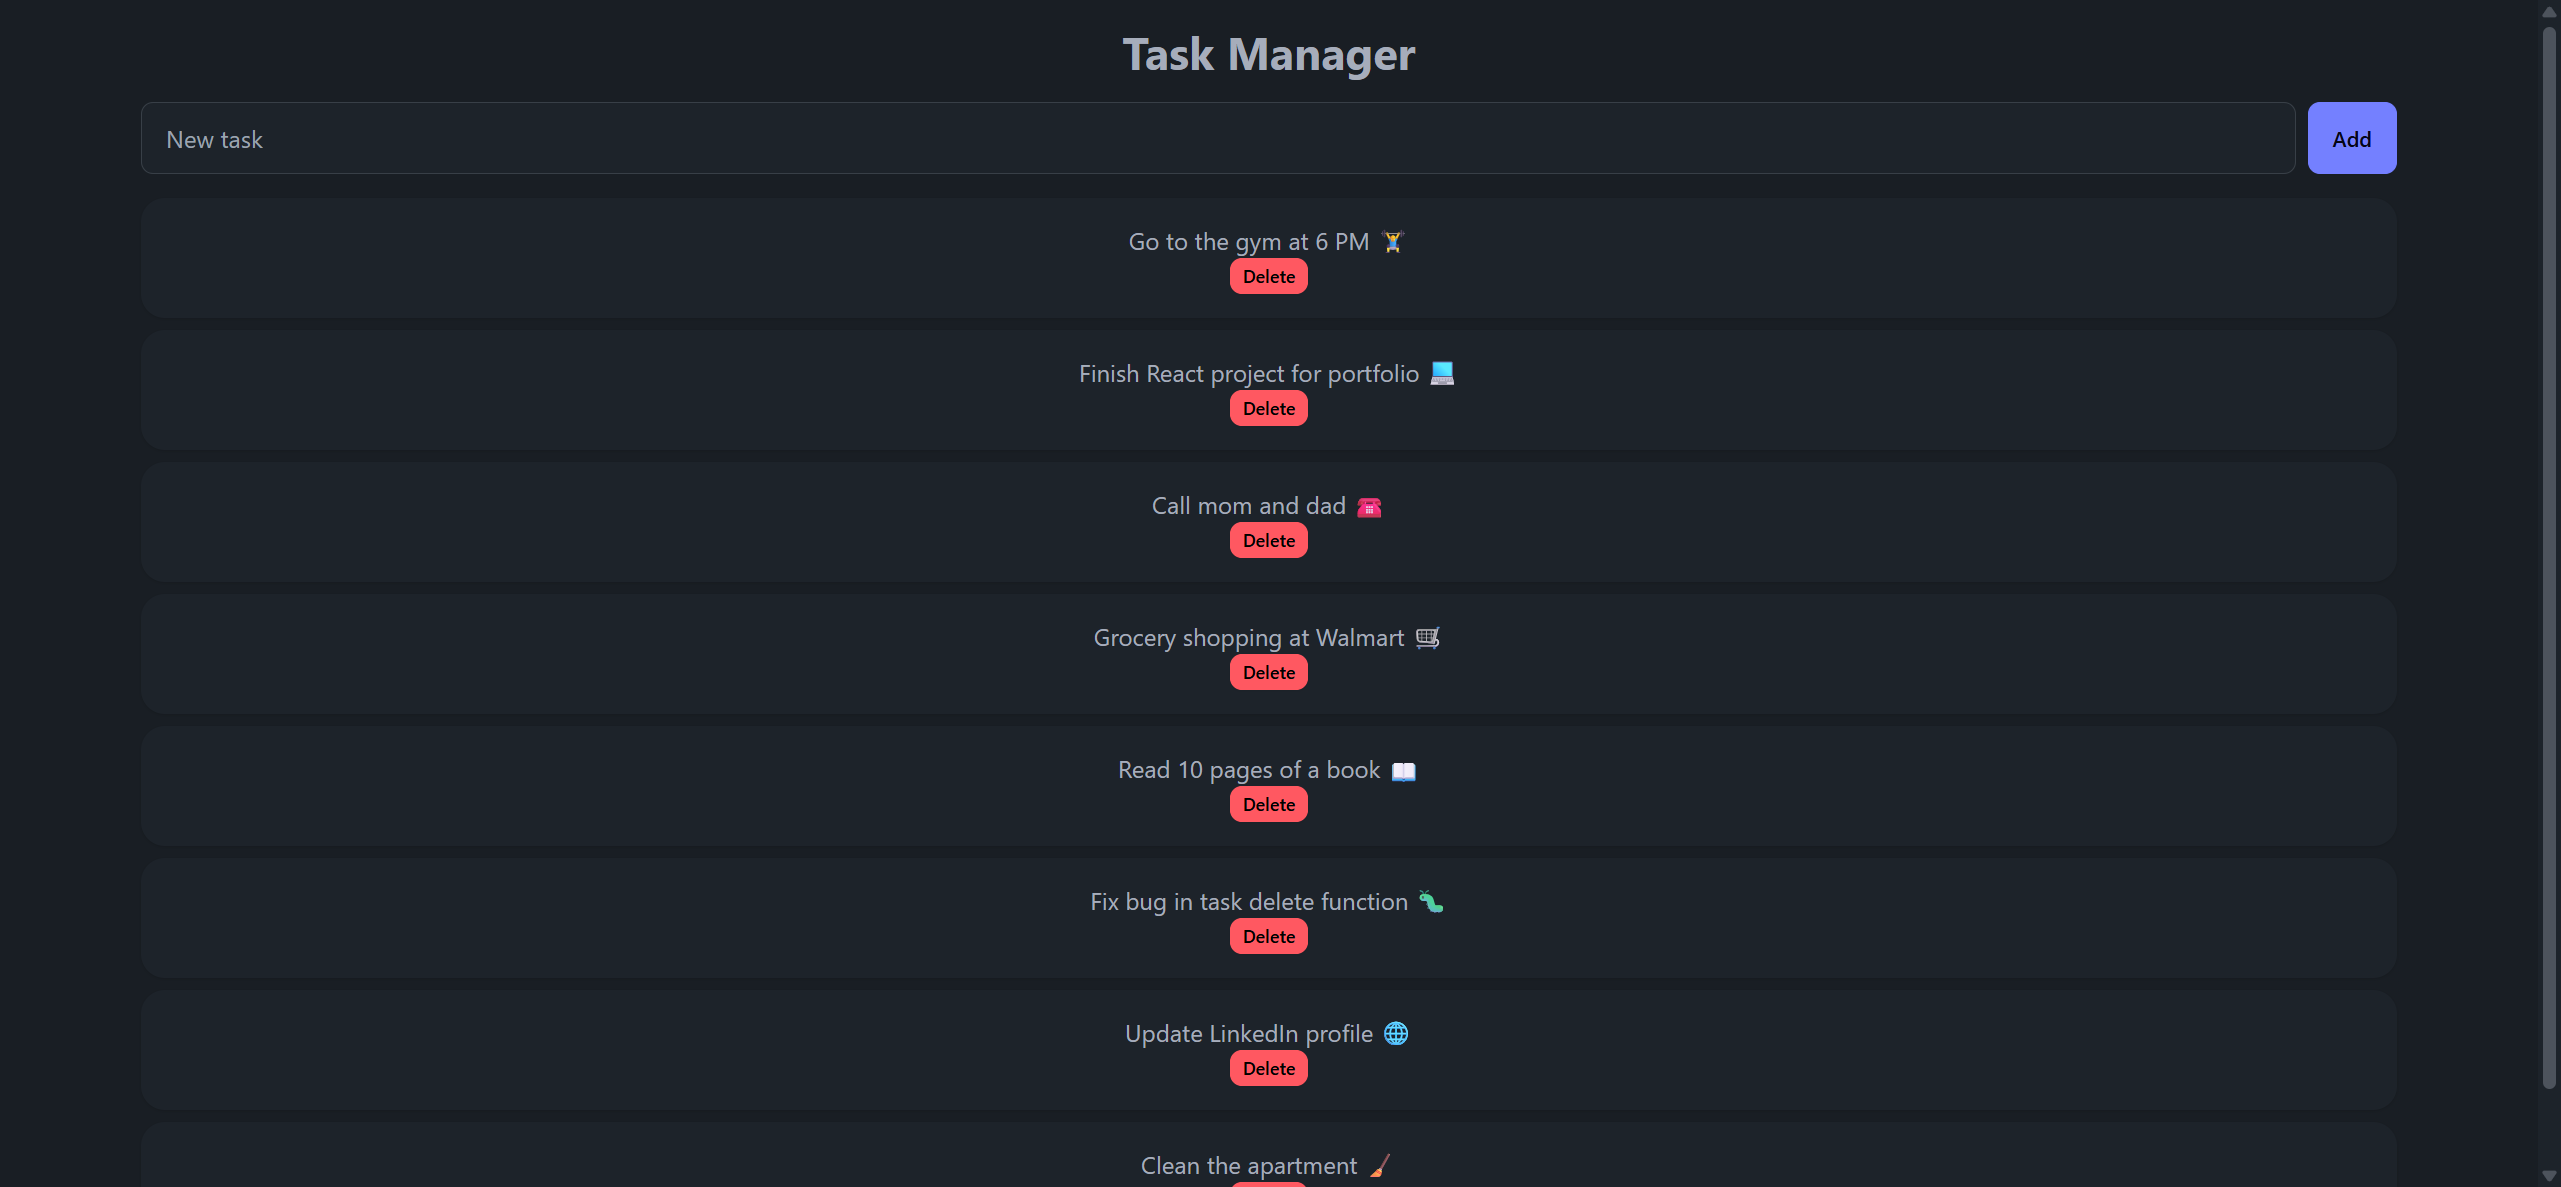 Task Manager
New task
Add
Go to the gym at 6 PM 🏋️
Delete
Finish React project for portfolio 💻
Delete
Call mom and dad ☎️
Delete
Grocery shopping at Walmart 🛒
Delete
Read 10 pages of a book 📖
Delete
Fix bug in task delete function 🐛
Delete
Update LinkedIn profile 🌐
Delete
Clean the apartment 🧹